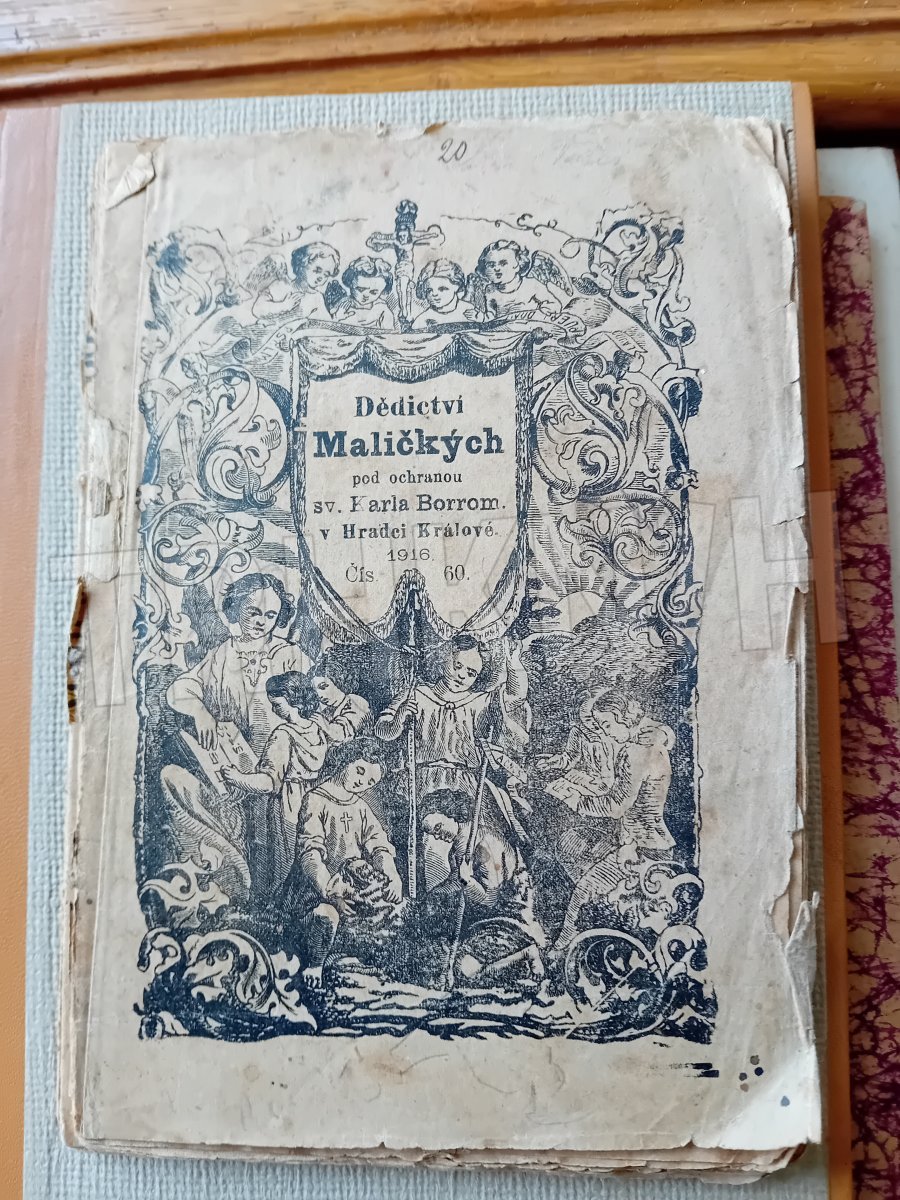 20
Dědictví
Maličkých
pod ochranou
sv. Karla Borrom.
v Hradci Králové.
1916.
Čís. 60.